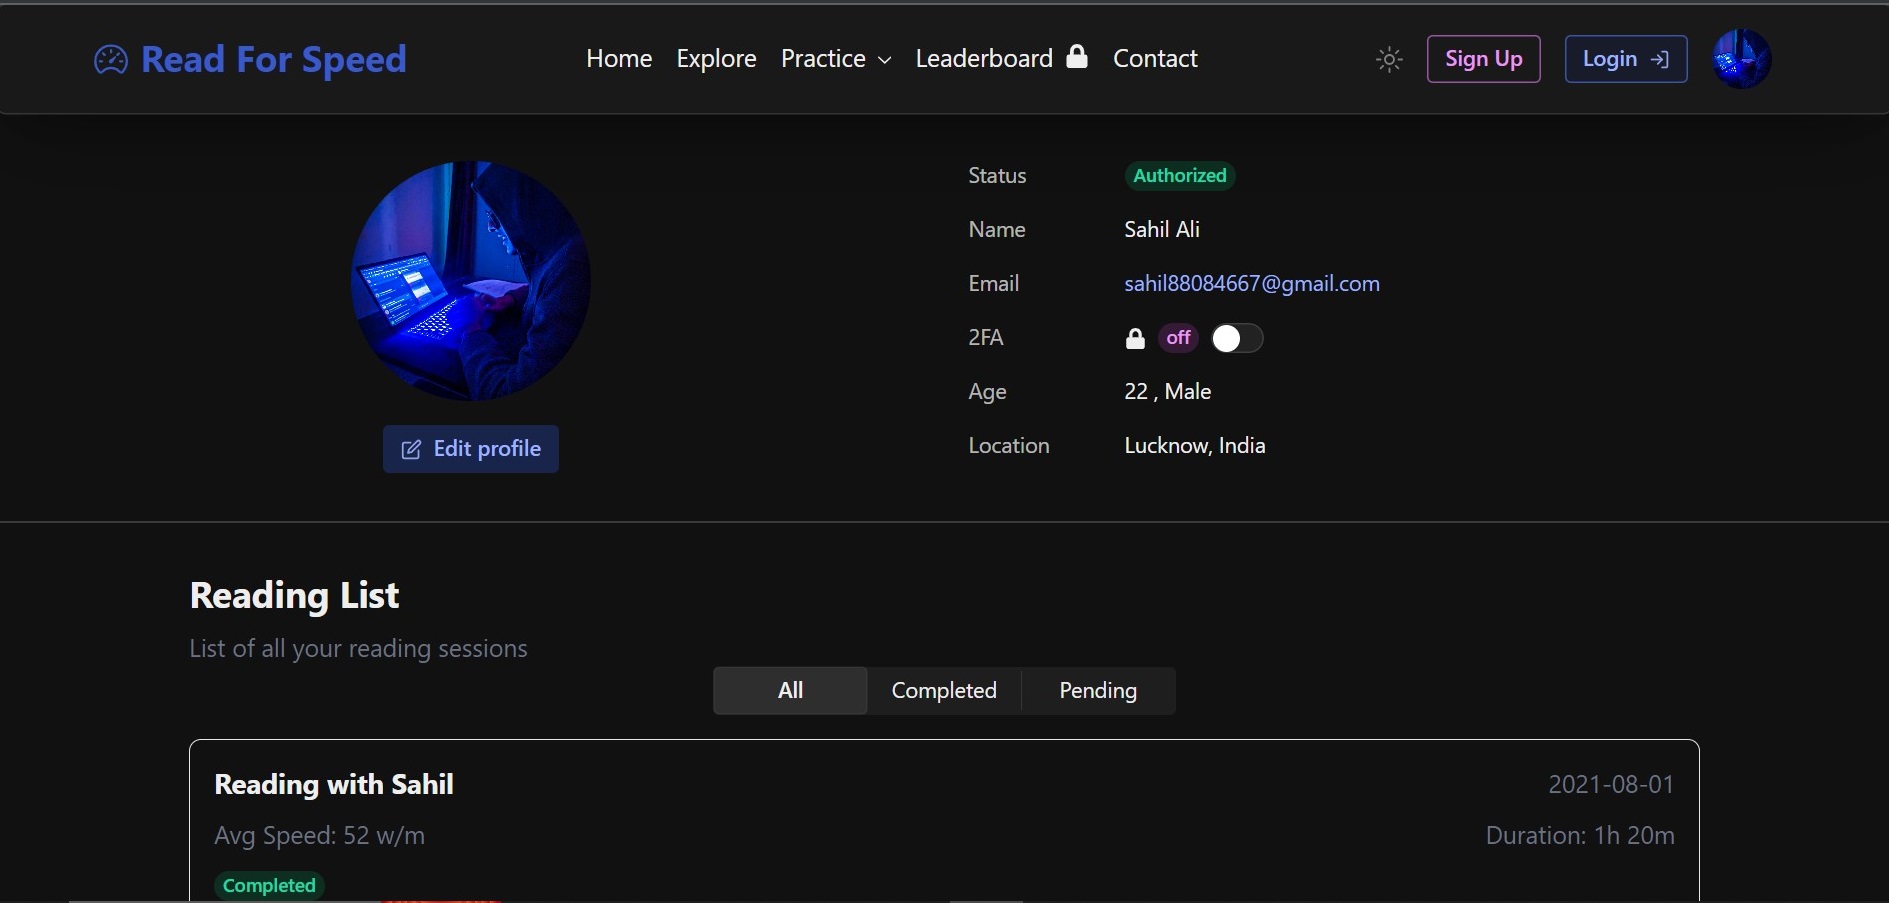 Read For Speed
Home Explore Practice Leaderboard Contact
Sign Up Login
Status Authorized
Name Sahil Ali
Email sahil88084667@gmail.com
2FA off
Age 22 , Male
Location Lucknow, India
Edit profile
Reading List
List of all your reading sessions
All Completed Pending
Reading with Sahil 2021-08-01
Avg Speed: 52 w/m Duration: 1h 20m
Completed